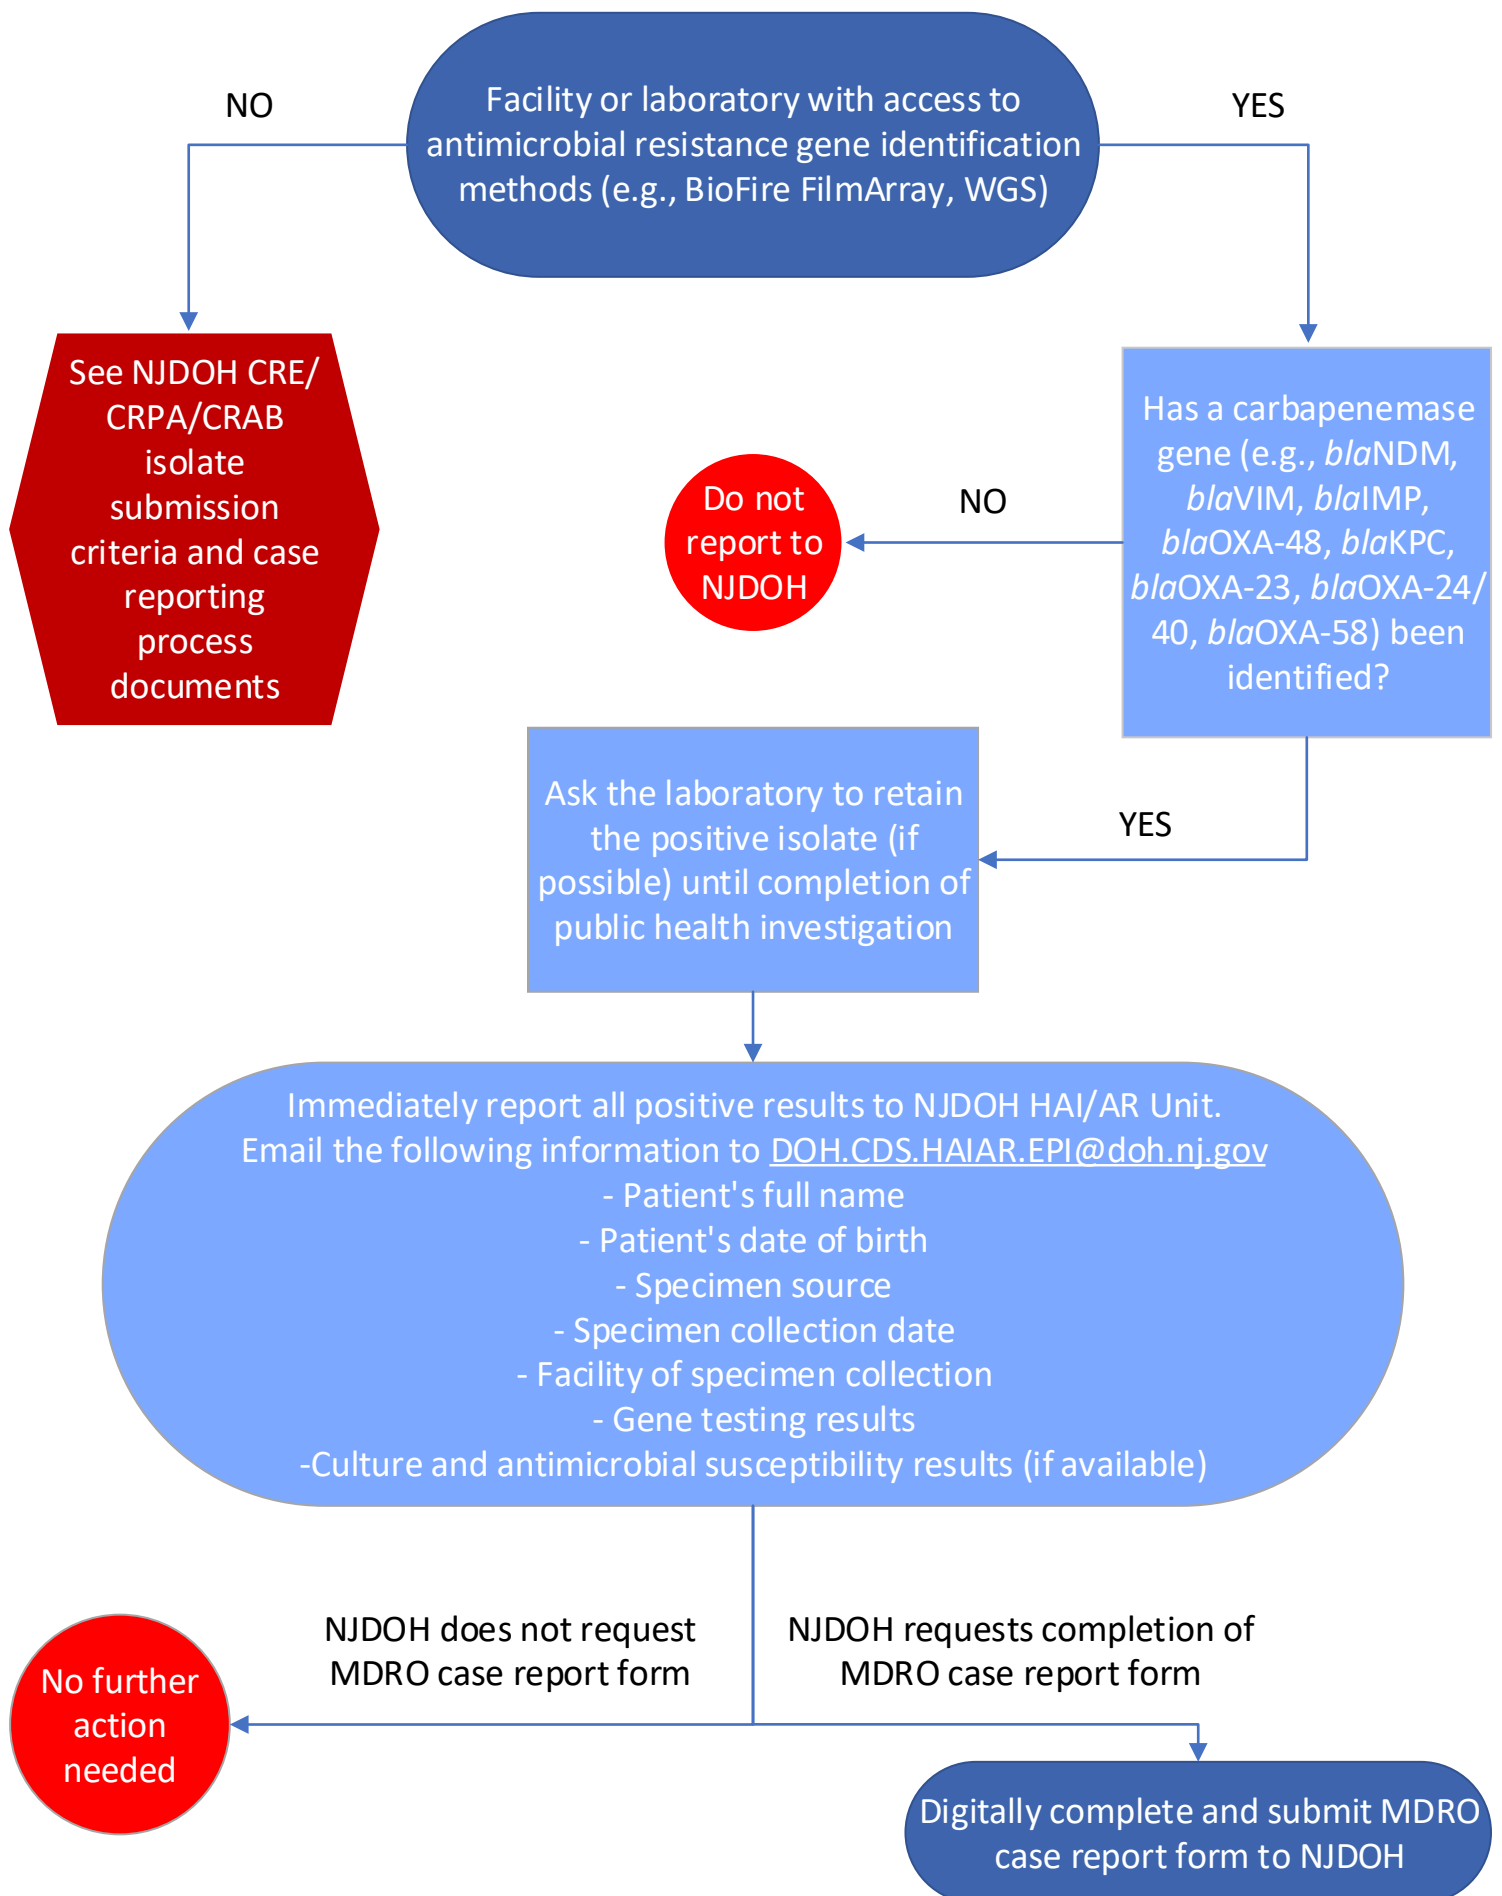 NO
Facility or laboratory with access to
antimicrobial resistance gene identification
methods (e.g., BioFire FilmArray, WGS)
YES
See NJDOH CRE/
CRPA/CRAB
isolate
submission
criteria and case
reporting
process
documents
Has a carbapenemase
gene (e.g., blaNDM,
blaVIM, blaIMP,
blaOXA-48, blaKPC,
blaOXA-23, blaOXA-24/
40, blaOXA-58) been
identified?
NO
Do not
report to
NJDOH
YES
Ask the laboratory to retain
the positive isolate (if
possible) until completion of
public health investigation
Immediately report all positive results to NJDOH HAI/AR Unit.
Email the following information to DOH.CDS.HAIAR.EPI@doh.nj.gov
- Patient's full name
- Patient's date of birth
- Specimen source
- Specimen collection date
- Facility of specimen collection
- Gene testing results
-Culture and antimicrobial susceptibility results (if available)
NJDOH does not request
MDRO case report form
NJDOH requests completion of
MDRO case report form
No further
action
needed
Digitally complete and submit MDRO
case report form to NJDOH